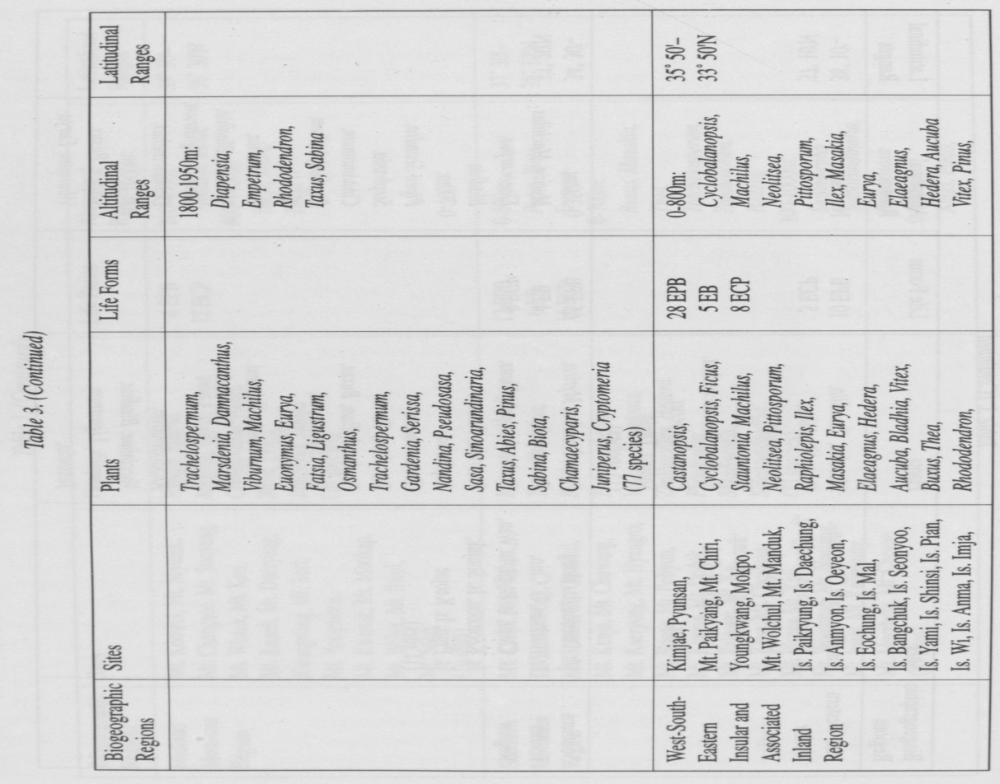 Table 3. (Continued)
Biogeographic Regions	Sites	Plants	Life Forms	Altitudinal Ranges	Latitudinal Ranges
Trachelospermum,	1800-1950m:
Marsdenia, Damnacanthus,	Diapensia,
Viburnum, Machilus,	Empetrum,
Euonymus, Eurya,	Rhododendron,
Fatsia, Ligustrum,	Taxus, Sabina
Osmanthus,
Trachelospermum,
Gardenia, Serissa,
Nandina, Pseudosasa,
Sasa, Sinoarundinaria,
Taxus, Abies, Pinus,
Sabina, Biota,
Chamaecyparis,
Juniperus, Cryptomeria
(77 species)
West-South-	Kimjae, Pyunsan,	Castanopsis,	28 EPB	0-800m:	35° 50'–
Eastern	Mt. Paikyang, Mt. Chiri,	Cyclobalanopsis, Ficus,	5 EB	Cyclobalanopsis,	33° 50'N
Insular and	Youngkwang, Mokpo,	Stauntonia, Machilus,	8 ECP	Machilus,
Associated	Mt. Wolchul, Mt. Manduk,	Neolitsea, Pittosporum,	Neolitsea,
Inland	Is. Paikryung, Is. Daechung,	Raphiolepis, Ilex,	Pittosporum,
Region	Is. Anmyon, Is. Oeyeon,	Masakia, Eurya,	Ilex, Masakia,
Is. Eochung, Is. Mal,	Elaeagnus, Hedera,	Eurya,
Is. Bangchuk, Is. Seonyoo,	Aucuba, Bladhia, Vitex,	Elaeagnus,
Is. Yami, Is. Shinsi, Is. Pian,	Buxus, Thea,	Hedera, Aucuba
Is. Wi, Is. Anma, Is. Imja,	Rhododendron,	Vitex, Pinus,